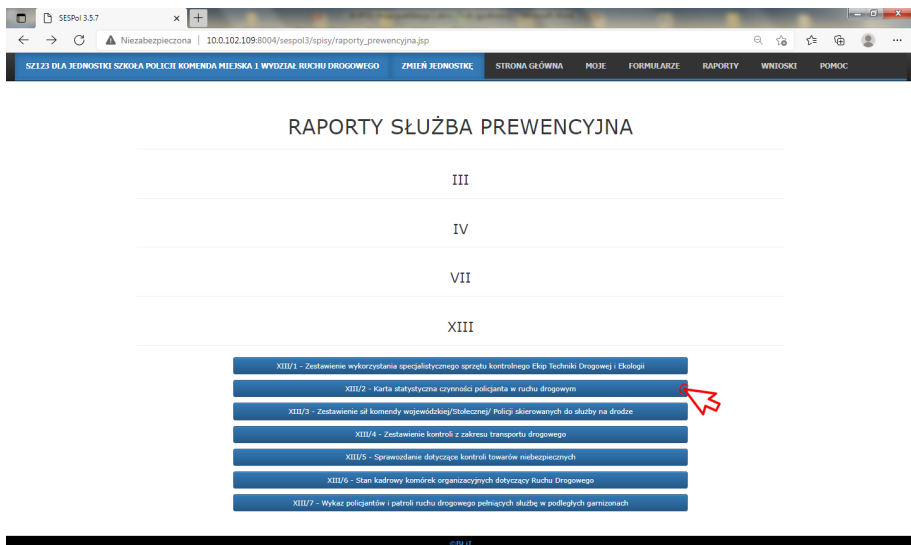 SESPol 3.5.7
Niezabezpieczona | 10.0.102.109:8004/sespol3/spisy/raporty_prewencyjna.jsp
SZ123 DLA JEDNOSTKI SZKOŁA POLICJI KOMENDA MIEJSKA 1 WYDZIAŁ RUCHU DROGOWEGO ZMIEŃ JEDNOSTKĘ STRONA GŁÓWNA MOJE FORMULARZE RAPORTY WNIOSKI POMOC
RAPORTY SŁUŻBA PREWENCYJNA
III
IV
VII
XIII
XIII/1 - Zestawienie wykorzystania specjalistycznego sprzętu kontrolnego Ekip Techniki Drogowej i Ekologii
XIII/2 - Karta statystyczna czynności policjanta w ruchu drogowym
XIII/3 - Zestawienie sił komendy wojewódzkiej/Stołecznej/ Policji skierowanych do służby na drodze
XIII/4 - Zestawienie kontroli z zakresu transportu drogowego
XIII/5 - Sprawozdanie dotyczące kontroli towarów niebezpiecznych
XIII/6 - Stan kadrowy komórek organizacyjnych dotyczący Ruchu Drogowego
XIII/7 - Wykaz policjantów i patroli ruchu drogowego pełniących służbę w podległych garnizonach